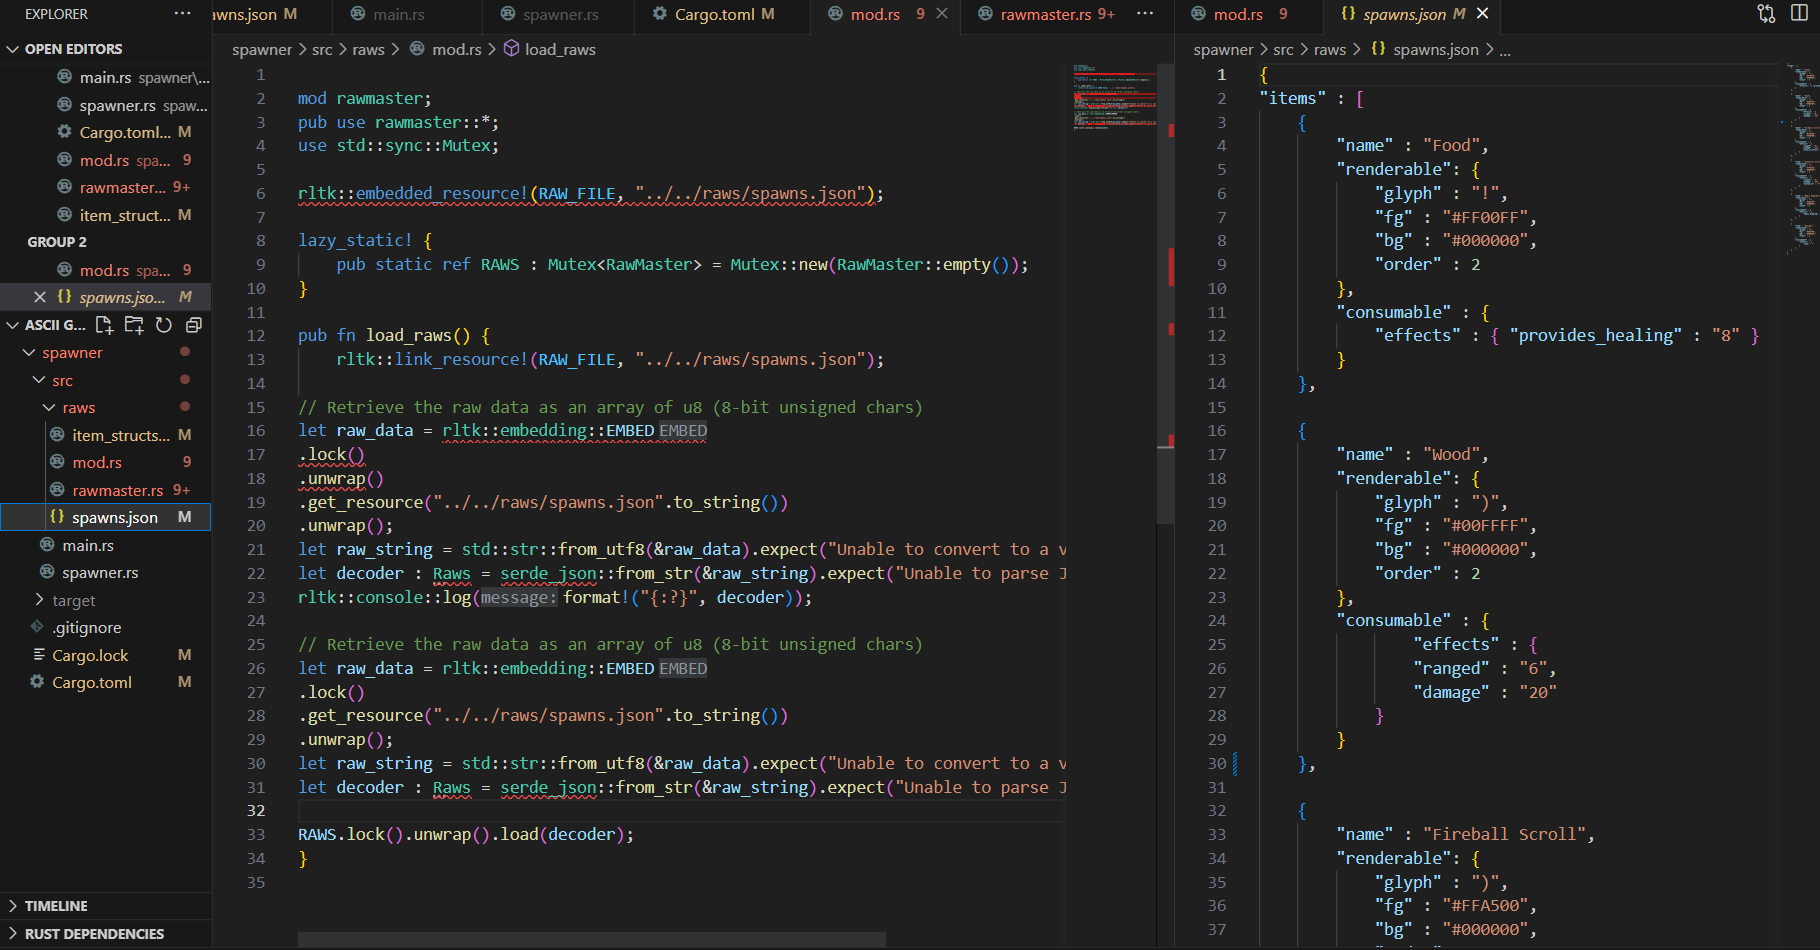 EXPLORER
OPEN EDITORS
main.rs spawner\...
spawner.rs spaw...
Cargo.toml... M
mod.rs spa... 9
rawmaster... 9+
item_struct... M
GROUP 2
mod.rs spa... 9
{} spawns.jso... M
ASCII G...
spawner
src
raws
item_structs... M
mod.rs 9
rawmaster.rs 9+
{} spawns.json M
main.rs
spawner.rs
target
.gitignore
Cargo.lock M
Cargo.toml M
TIMELINE
RUST DEPENDENCIES
awns.json M
main.rs
spawner.rs
Cargo.toml M
mod.rs 9
rawmaster.rs 9+
spawner > src > raws > mod.rs > load_raws
1
2 mod rawmaster;
3 pub use rawmaster::*;
4 use std::sync::Mutex;
5
6 rltk::embedded_resource!(RAW_FILE, "../../raws/spawns.json");
7
8 lazy_static! {
9 pub static ref RAWS : Mutex<RawMaster> = Mutex::new(RawMaster::empty());
10 }
11
12 pub fn load_raws() {
13 rltk::link_resource!(RAW_FILE, "../../raws/spawns.json");
14
15 // Retrieve the raw data as an array of u8 (8-bit unsigned chars)
16 let raw_data = rltk::embedding::EMBED EMBED
17 .lock()
18 .unwrap()
19 .get_resource("../../raws/spawns.json".to_string())
20 .unwrap();
21 let raw_string = std::str::from_utf8(&raw_data).expect("Unable to convert to a v
22 let decoder : Raws = serde_json::from_str(&raw_string).expect("Unable to parse J
23 rltk::console::log(message: format!("{:?}", decoder));
24
25 // Retrieve the raw data as an array of u8 (8-bit unsigned chars)
26 let raw_data = rltk::embedding::EMBED EMBED
27 .lock()
28 .get_resource("../../raws/spawns.json".to_string())
29 .unwrap();
30 let raw_string = std::str::from_utf8(&raw_data).expect("Unable to convert to a v
31 let decoder : Raws = serde_json::from_str(&raw_string).expect("Unable to parse J
32
33 RAWS.lock().unwrap().load(decoder);
34 }
35
mod.rs 9
{} spawns.json M
spawner > src > raws > {} spawns.json > ...
1 {
2 "items" : [
3 {
4 "name" : "Food",
5 "renderable": {
6 "glyph" : "!",
7 "fg" : "#FF00FF",
8 "bg" : "#000000",
9 "order" : 2
10 },
11 "consumable" : {
12 "effects" : { "provides_healing" : "8" }
13 }
14 },
15
16 {
17 "name" : "Wood",
18 "renderable": {
19 "glyph" : ")",
20 "fg" : "#00FFFF",
21 "bg" : "#000000",
22 "order" : 2
23 },
24 "consumable" : {
25 "effects" : {
26 "ranged" : "6",
27 "damage" : "20"
28 }
29 }
30 },
31
32 {
33 "name" : "Fireball Scroll",
34 "renderable": {
35 "glyph" : ")",
36 "fg" : "#FFA500",
37 "bg" : "#000000",